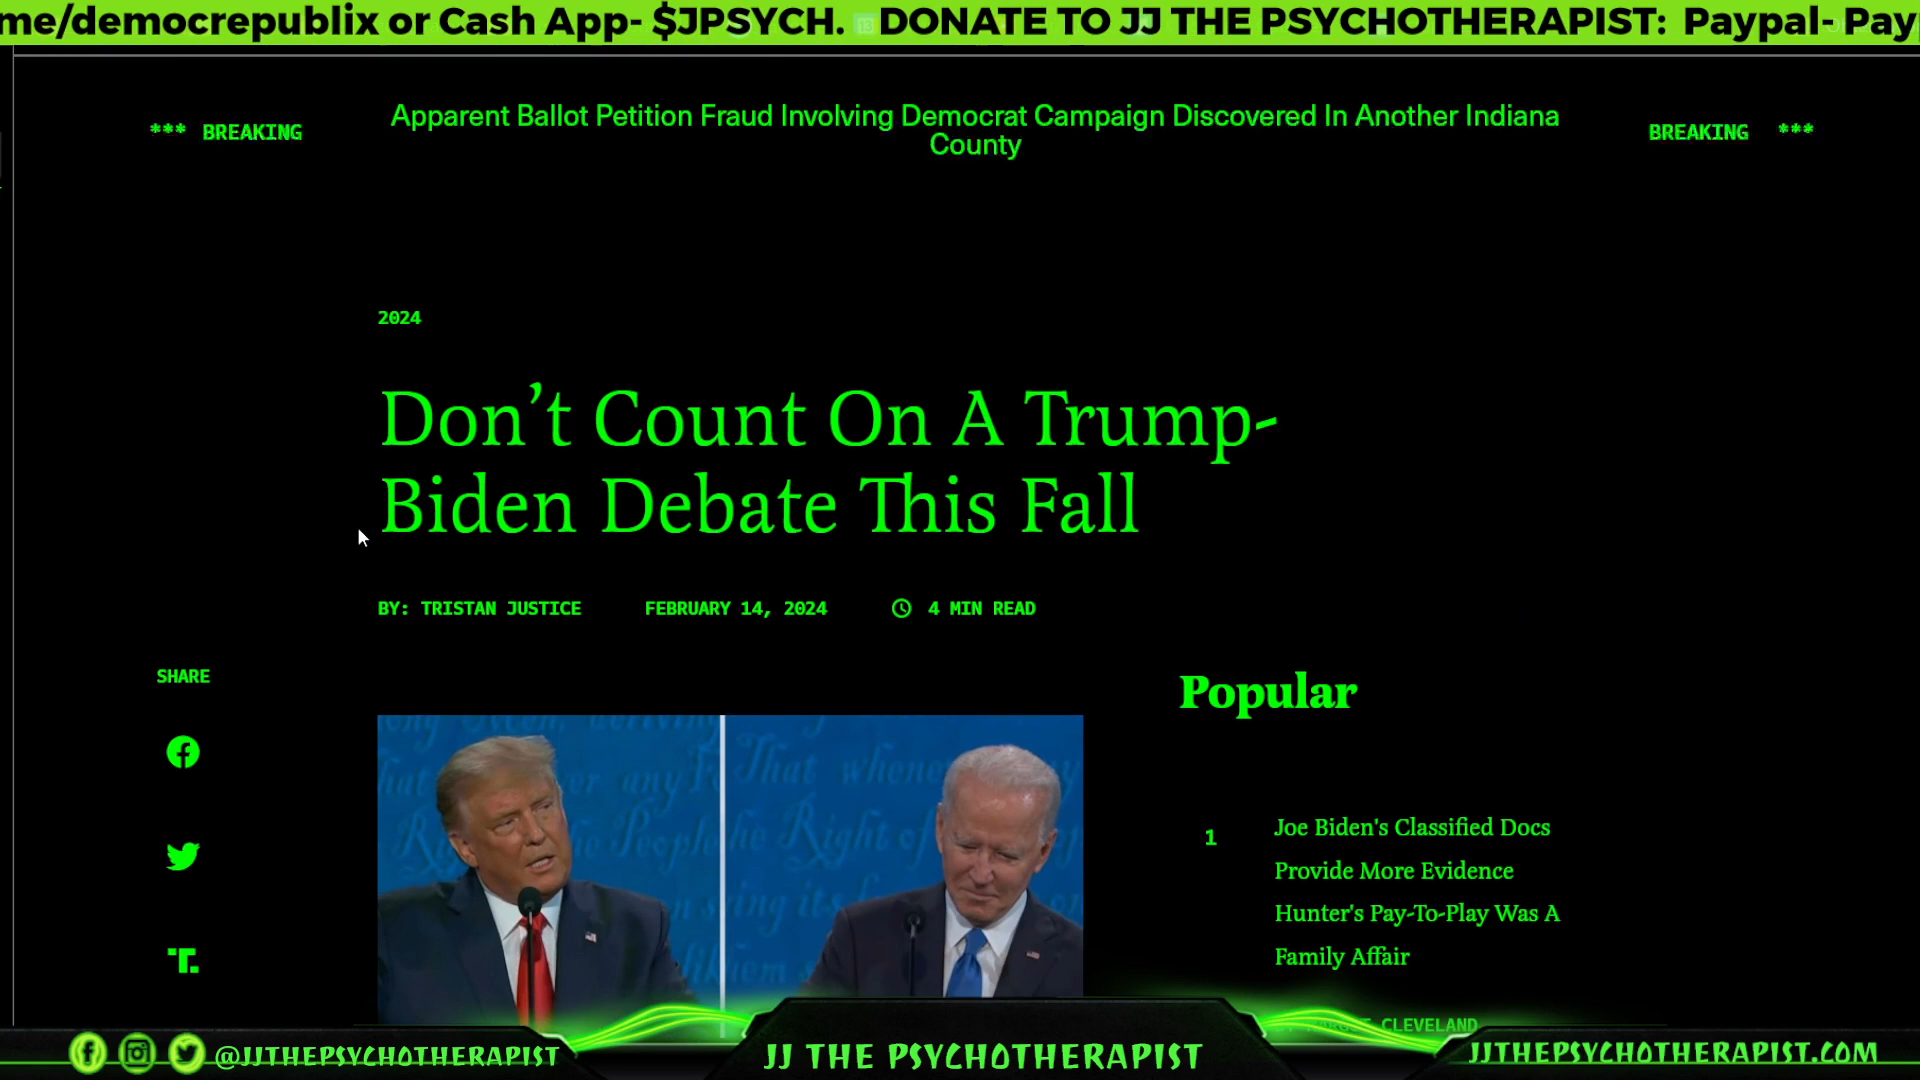 me/democrepublix or Cash App- $JPSYCH. DONATE TO JJ THE PSYCHOTHERAPIST: Paypal- Pay
*** BREAKING
Apparent Ballot Petition Fraud Involving Democrat Campaign Discovered In Another Indiana
County
BREAKING ***
2024
Don’t Count On A Trump-
Biden Debate This Fall
BY: TRISTAN JUSTICE FEBRUARY 14, 2024 4 MIN READ
SHARE
Popular
1
Joe Biden's Classified Docs
Provide More Evidence
Hunter's Pay-To-Play Was A
Family Affair
CLEVELAND
@JJTHEPSYCHOTHERAPIST
JJ THE PSYCHOTHERAPIST
JJTHEPSYCHOTHERAPIST.COM